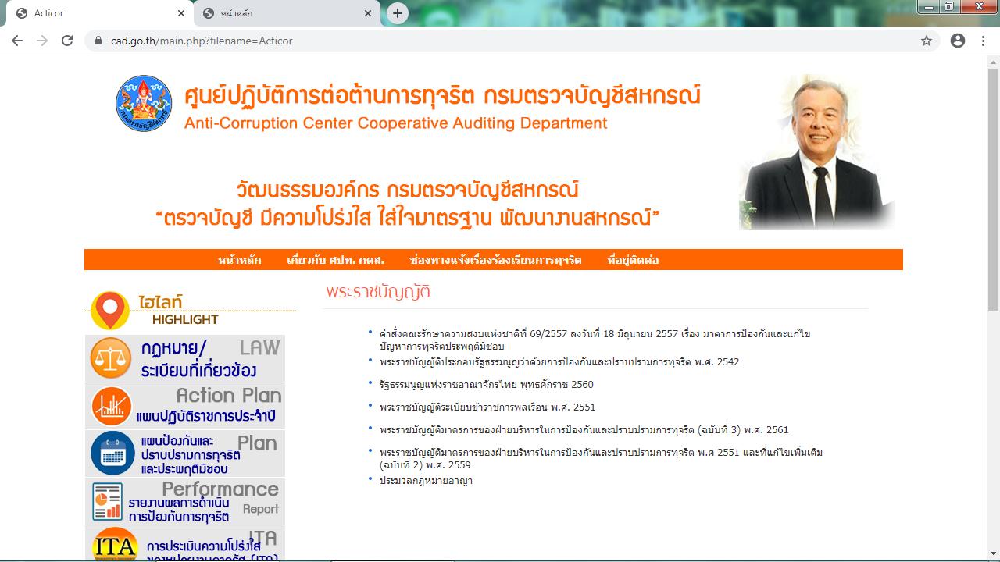 Acticor
หน้าหลัก
cad.go.th/main.php?filename=Acticor
ศูนย์ปฏิบัติการต่อต้านการทุจริต กรมตรวจบัญชีสหกรณ์
Anti-Corruption Center Cooperative Auditing Department
กรมตรวจบัญชีสหกรณ์
วัฒนธรรมองค์กร กรมตรวจบัญชีสหกรณ์
“ตรวจบัญชี มีความโปร่งใส ใส่ใจมาตรฐาน พัฒนางานสหกรณ์”
หน้าหลัก เกี่ยวกับ ศปท. กตส. ช่องทางแจ้งเรื่องร้องเรียนการทุจริต ที่อยู่ติดต่อ
ไฮไลท์
HIGHLIGHT
กฎหมาย/ LAW
ระเบียบที่เกี่ยวข้อง
Action Plan
แผนปฏิบัติราชการประจำปี
แผนป้องกันและ Plan
ปราบปรามการทุจริต
และประพฤติมิชอบ
Performance
รายงานผลการดำเนิน Report
การป้องกันการทุจริต
ITA
ITA การประเมินความโปร่งใส
ของหน่วยงานภาครัฐ (ITA)
พระราชบัญญัติ
คำสั่งคณะรักษาความสงบแห่งชาติที่ 69/2557 ลงวันที่ 18 มิถุนายน 2557 เรื่อง มาตาการป้องกันและแก้ไข
ปัญหาการทุจริตประพฤติมิชอบ
พระราชบัญญัติประกอบรัฐธรรมนูญว่าด้วยการป้องกันและปราบปรามการทุจริต พ.ศ. 2542
รัฐธรรมนูญแห่งราชอาณาจักรไทย พุทธศักราช 2560
พระราชบัญญัติระเบียบข้าราชการพลเรือน พ.ศ. 2551
พระราชบัญญัติมาตรการของฝ่ายบริหารในการป้องกันและปราบปรามการทุจริต (ฉบับที่ 3) พ.ศ. 2561
พระราชบัญญัติมาตรการของฝ่ายบริหารในการป้องกันและปราบปรามการทุจริต พ.ศ 2551 และที่แก้ไขเพิ่มเติม
(ฉบับที่ 2) พ.ศ. 2559
ประมวลกฎหมายอาญา